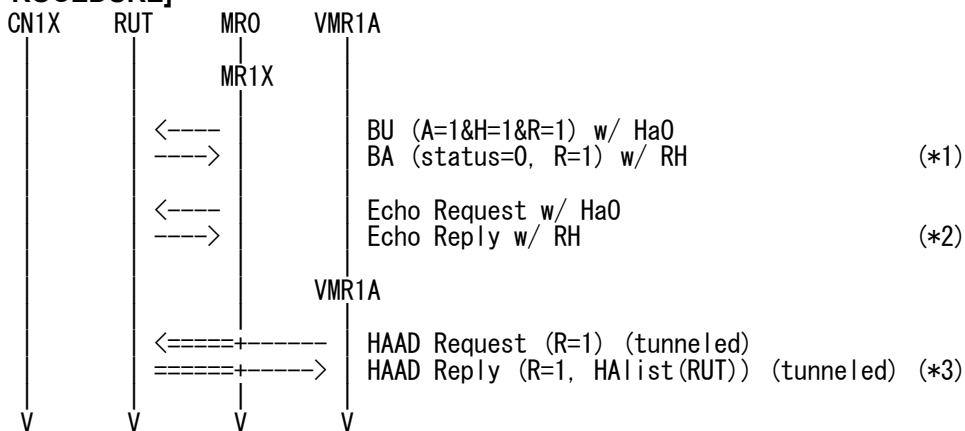 ROCEDURE]
CN1X RUT MR0 VMR1A
MR1X
<---- BU (A=1&H=1&R=1) w/ HaO
----> BA (status=0, R=1) w/ RH (*1)
<---- Echo Request w/ HaO
----> Echo Reply w/ RH (*2)
VMR1A
<=====+------ HAAD Request (R=1) (tunneled)
======+-----> HAAD Reply (R=1, HAlist(RUT)) (tunneled) (*3)
V V V V